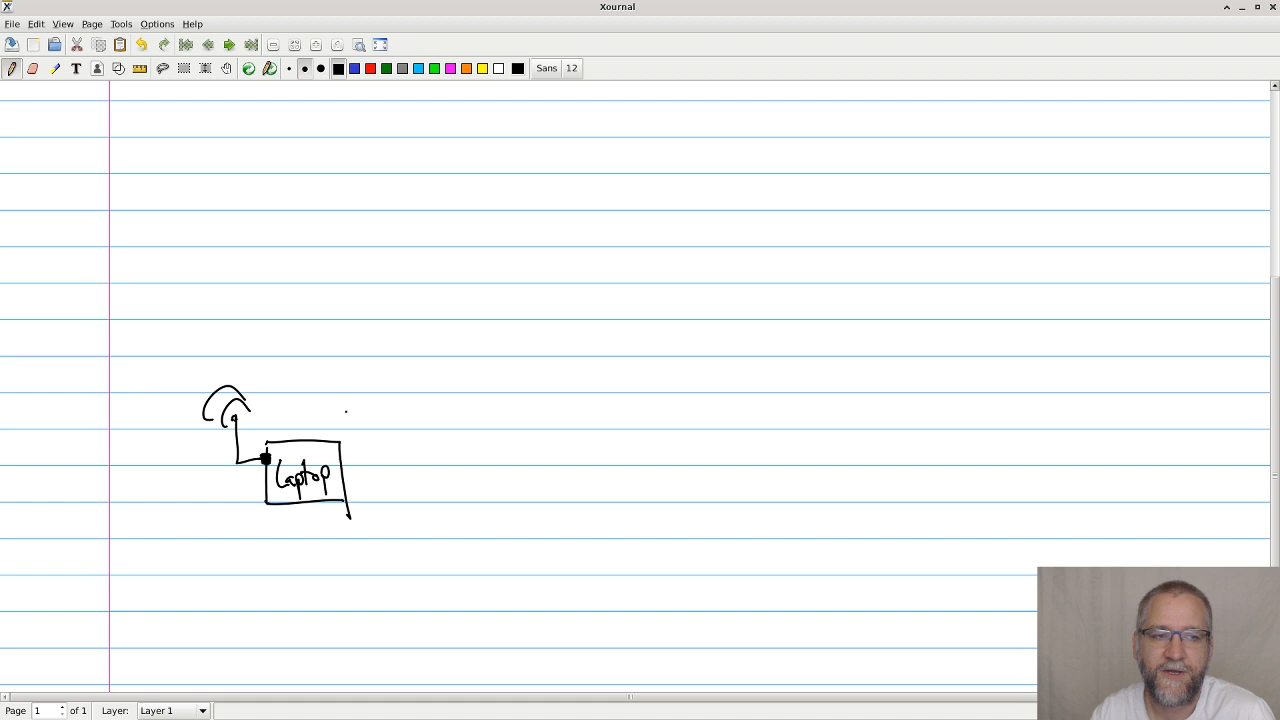 Xournal
File Edit View Page Tools Options Help
Sans 12
Laptop
Page 1 of 1 Layer: Layer 1